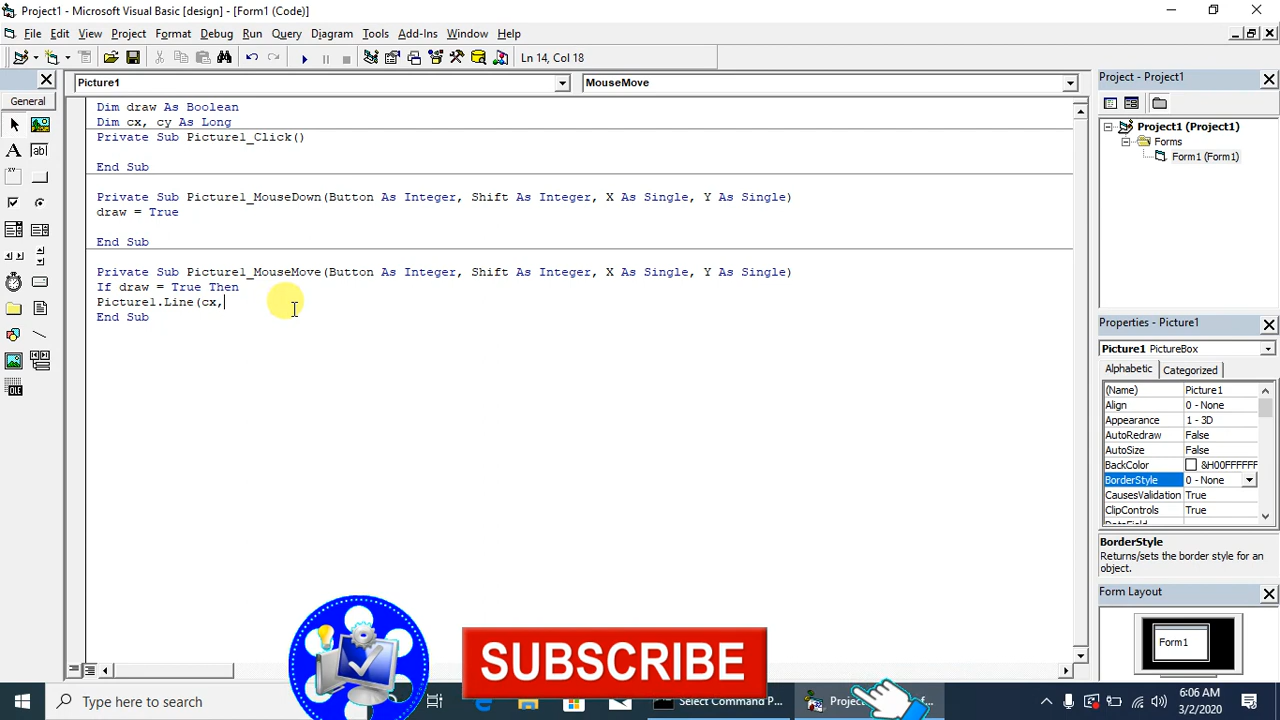 Project1 - Microsoft Visual Basic [design] - [Form1 (Code)]
File Edit View Project Format Debug Run Query Diagram Tools Add-Ins Window Help
Ln 14, Col 18
General
Picture1
MouseMove
Dim draw As Boolean
Dim cx, cy As Long
Private Sub Picture1_Click()
End Sub
Private Sub Picture1_MouseDown(Button As Integer, Shift As Integer, X As Single, Y As Single)
draw = True
End Sub
Private Sub Picture1_MouseMove(Button As Integer, Shift As Integer, X As Single, Y As Single)
If draw = True Then
Picture1.Line(cx,
End Sub
Project - Project1
Project1 (Project1)
Forms
Form1 (Form1)
Properties - Picture1
Picture1 PictureBox
Alphabetic Categorized
(Name) Picture1
Align 0 - None
Appearance 1 - 3D
AutoRedraw False
AutoSize False
BackColor &H00FFFFFF
BorderStyle 0 - None
CausesValidation True
ClipControls True
BorderStyle
Returns/sets the border style for an
object.
Form Layout
Form1
SUBSCRIBE
Type here to search
Select Command P...
6:06 AM
3/2/2020